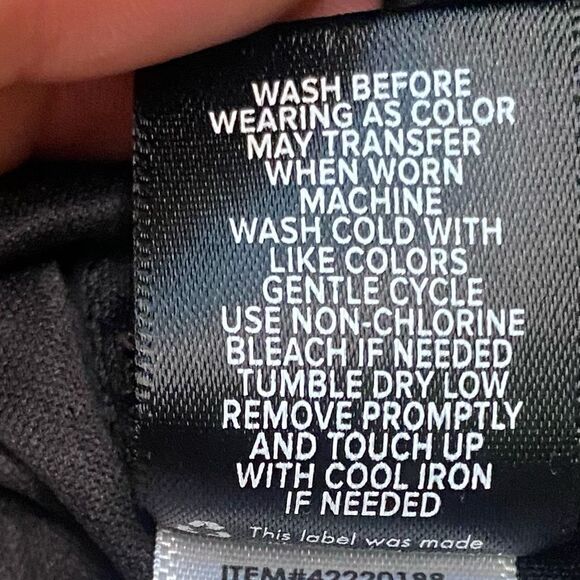 WASH BEFORE
WEARING AS COLOR
MAY TRANSFER
WHEN WORN
MACHINE
WASH COLD WITH
LIKE COLORS
GENTLE CYCLE
USE NON-CHLORINE
BLEACH IF NEEDED
TUMBLE DRY LOW
REMOVE PROMPTLY
AND TOUCH UP
WITH COOL IRON
IF NEEDED
This label was made
ITEM#42220188